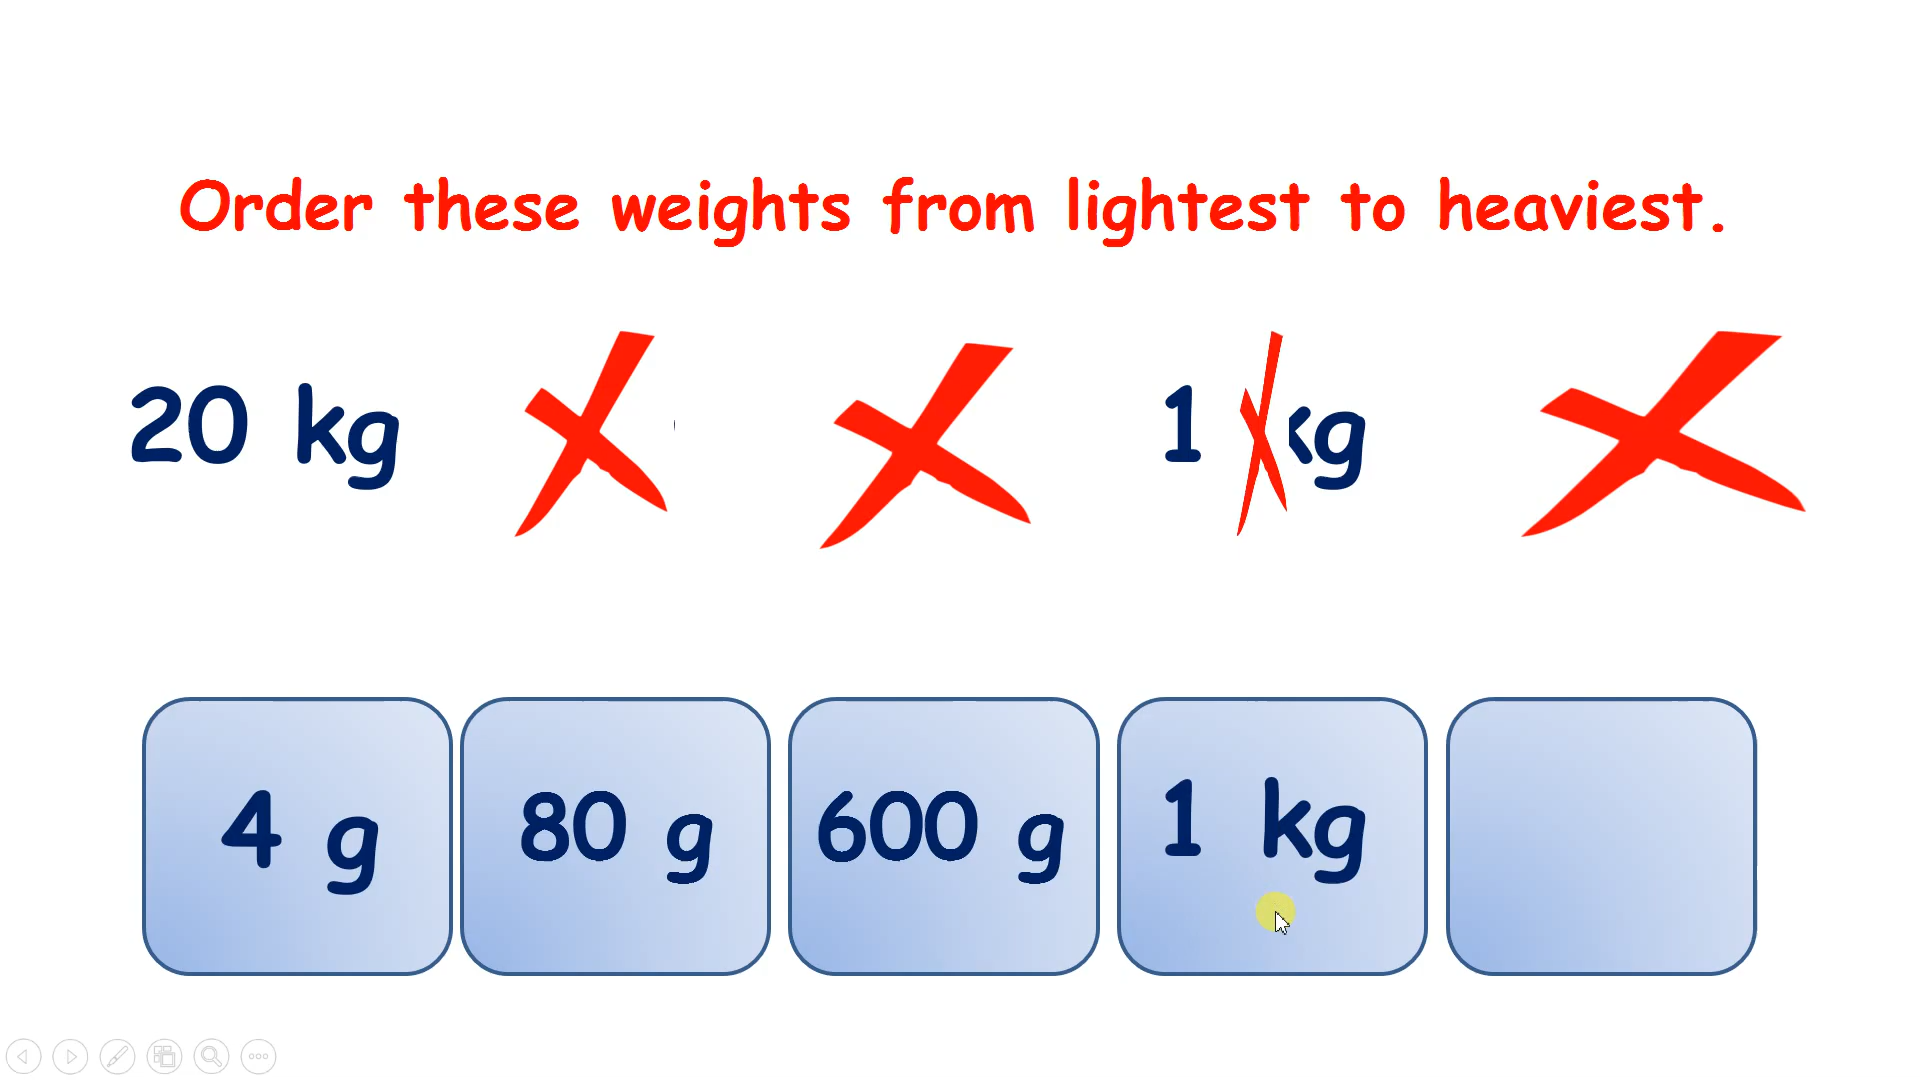 Order these weights from lightest to heaviest.
20 kg 1 kg
4 g 80 g 600 g 1 kg